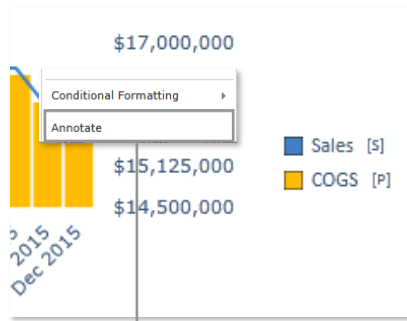 $17,000,000
Conditional Formatting
Annotate
$15,125,000
$14,500,000
Sales [S]
COGS [P]
2015
Dec 2015